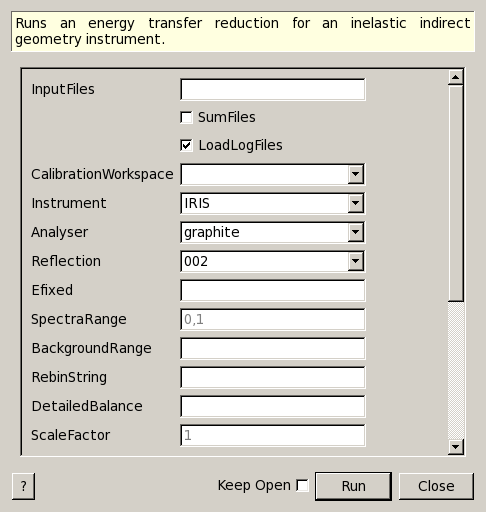 Runs an energy transfer reduction for an inelastic indirect
geometry instrument.
InputFiles
SumFiles
LoadLogFiles
CalibrationWorkspace
Instrument IRIS
Analyser graphite
Reflection 002
Efixed
SpectraRange 0,1
BackgroundRange
RebinString
DetailedBalance
ScaleFactor 1
? Keep Open Run Close